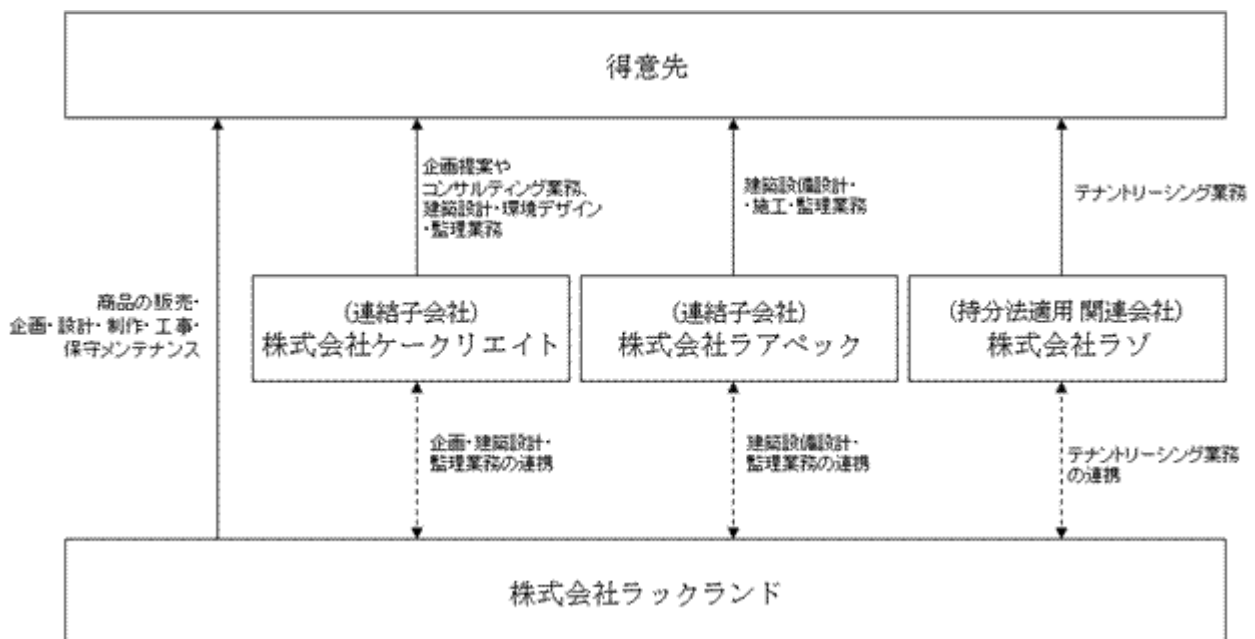 得意先
企画提案や
コンサルティング業務、
建築設計・環境デザイン
・監理業務
建築設備設計・
・施工・監理業務
テナントリーシング業務
商品の販売・
企画・設計・制作・工事・
保守メンテナンス
(連結子会社)
株式会社ケークリエイト
(連結子会社)
株式会社ラアペック
(持分法適用関連会社)
株式会社ラゾ
企画・建築設計・
監理業務の連携
建築設備設計・
監理業務の連携
テナントリーシング業務
の連携
株式会社ラックランド